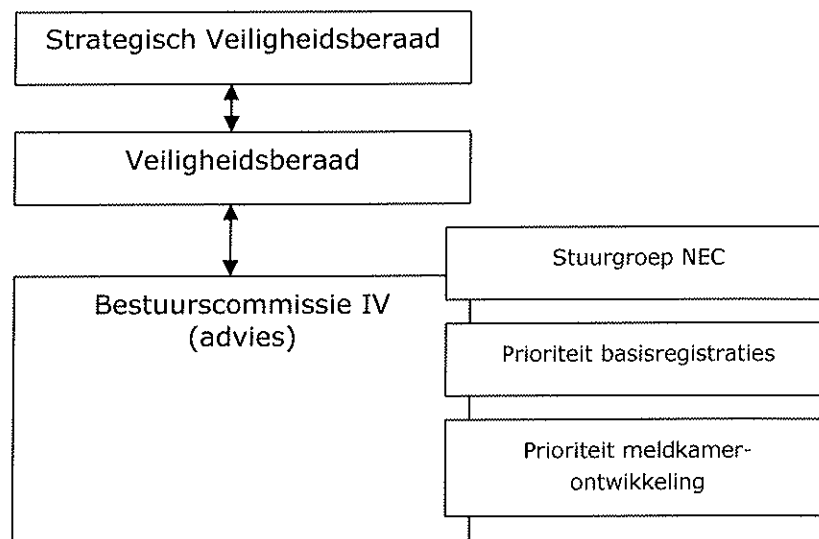 Strategisch Veiligheidsberaad
Veiligheidsberaad
Bestuurscommissie IV
(advies)
Stuurgroep NEC
Prioriteit basisregistraties
Prioriteit meldkamer-
ontwikkeling